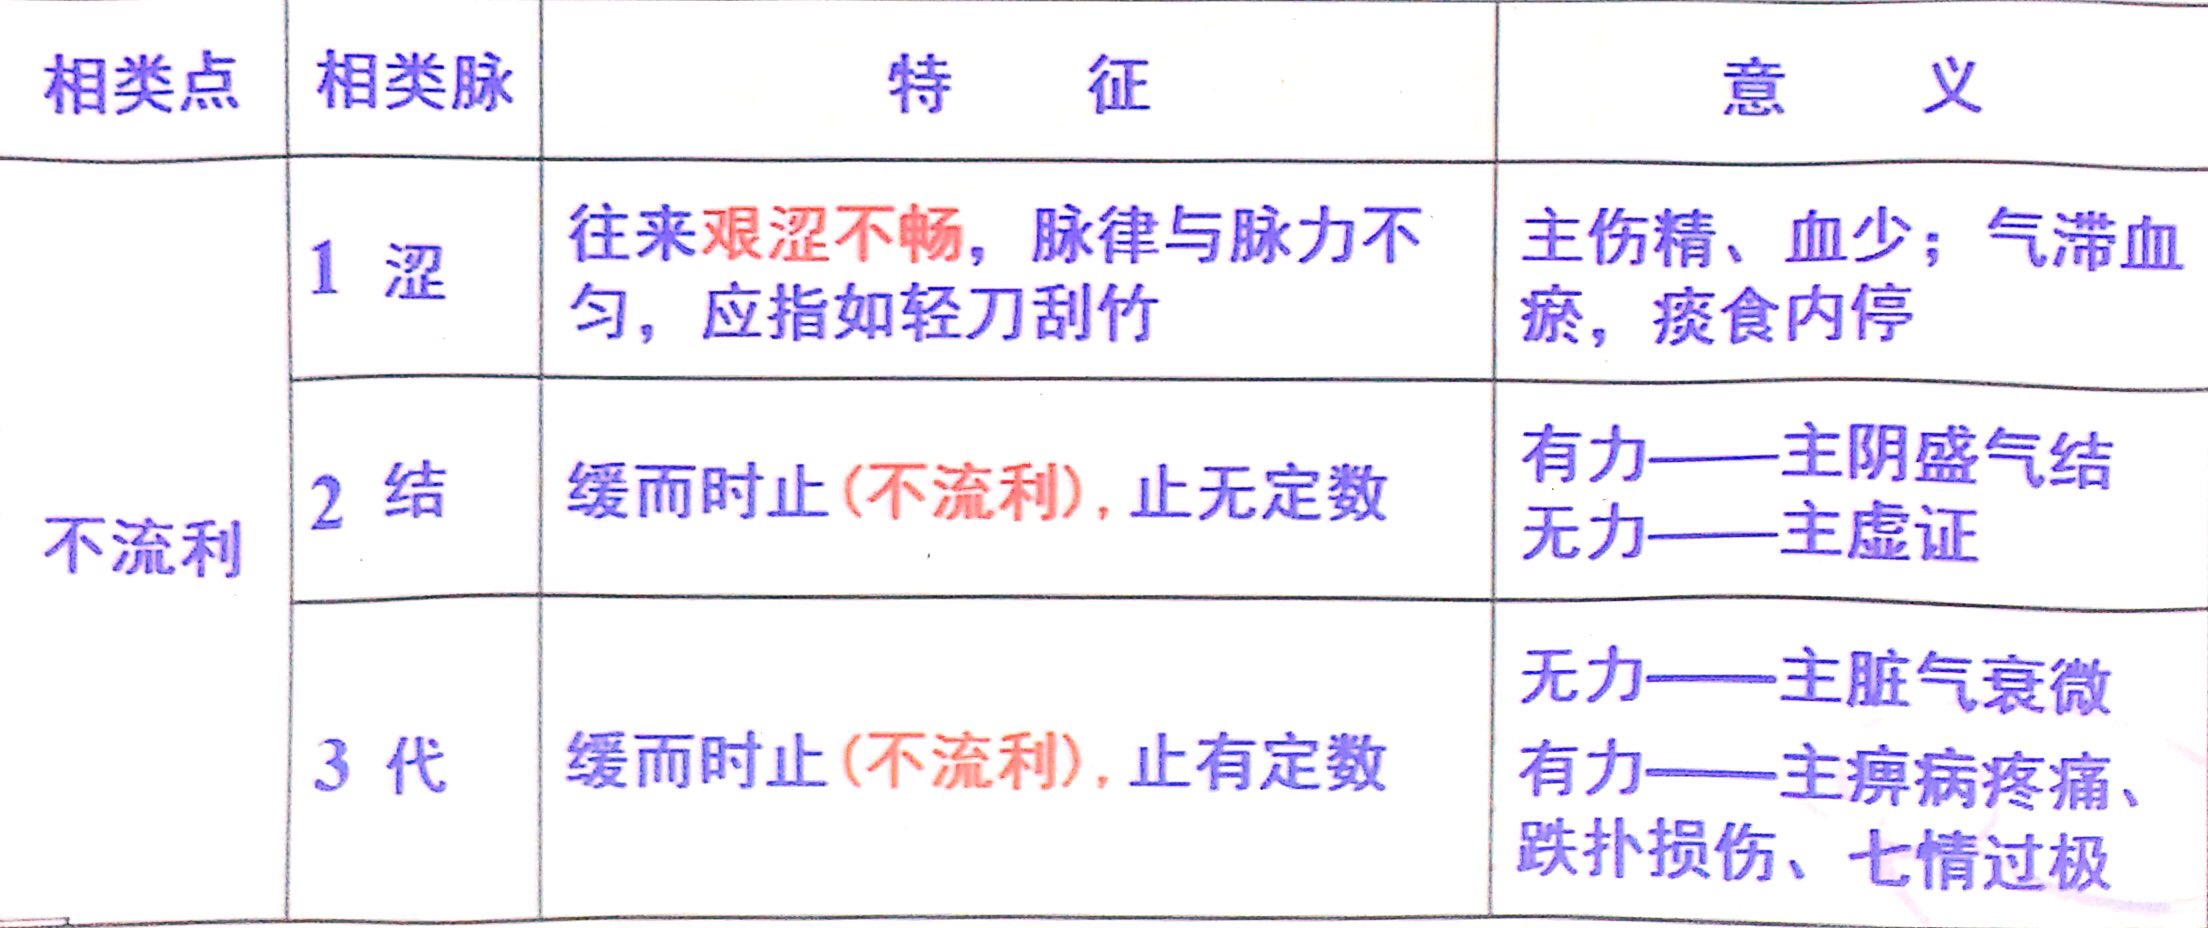 相类点 相类脉 特 征 意 义
不流利
1 涩
往来艰涩不畅，脉律与脉力不
匀，应指如轻刀刮竹
主伤精、血少；气滞血
瘀，痰食内停
2 结
缓而时止(不流利)，止无定数
有力——主阴盛气结
无力——主虚证
3 代
缓而时止(不流利)，止有定数
无力——主脏气衰微
有力——主痹病疼痛、
跌扑损伤、七情过极